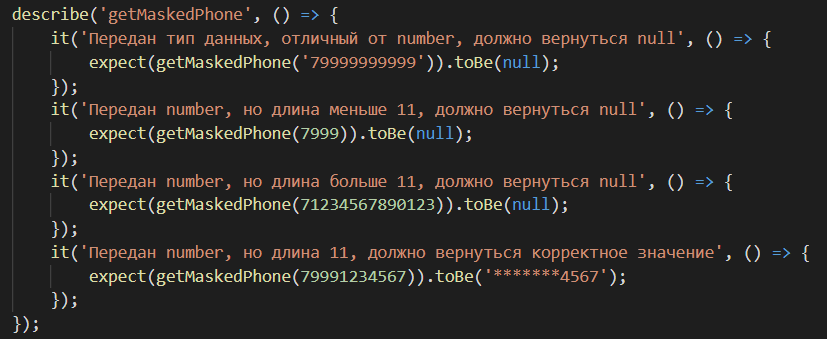 describe('getMaskedPhone', () => {
    it('Передан тип данных, отличный от number, должно вернуться null', () => {
        expect(getMaskedPhone('79999999999')).toBe(null);
    });
    it('Передан number, но длина меньше 11, должно вернуться null', () => {
        expect(getMaskedPhone(7999)).toBe(null);
    });
    it('Передан number, но длина больше 11, должно вернуться null', () => {
        expect(getMaskedPhone(71234567890123)).toBe(null);
    });
    it('Передан number, но длина 11, должно вернуться корректное значение', () => {
        expect(getMaskedPhone(79991234567)).toBe('*******4567');
    });
});